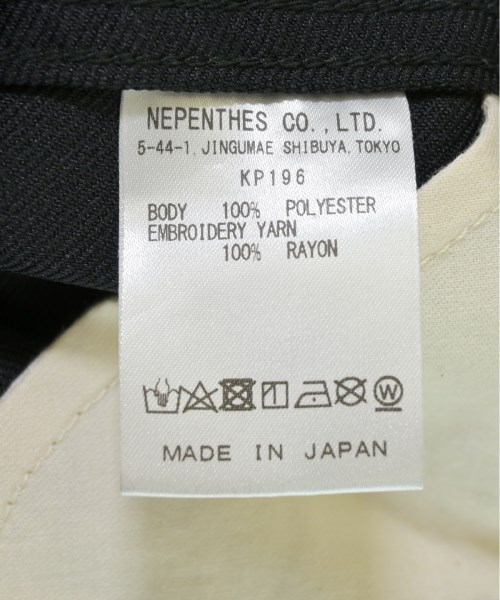 NEPENTHES CO.,LTD.
5-44-1, JINGUMAE SHIBUYA, TOKYO
KP196
BODY 100% POLYESTER
EMBROIDERY YARN
100% RAYON
W
MADE IN JAPAN